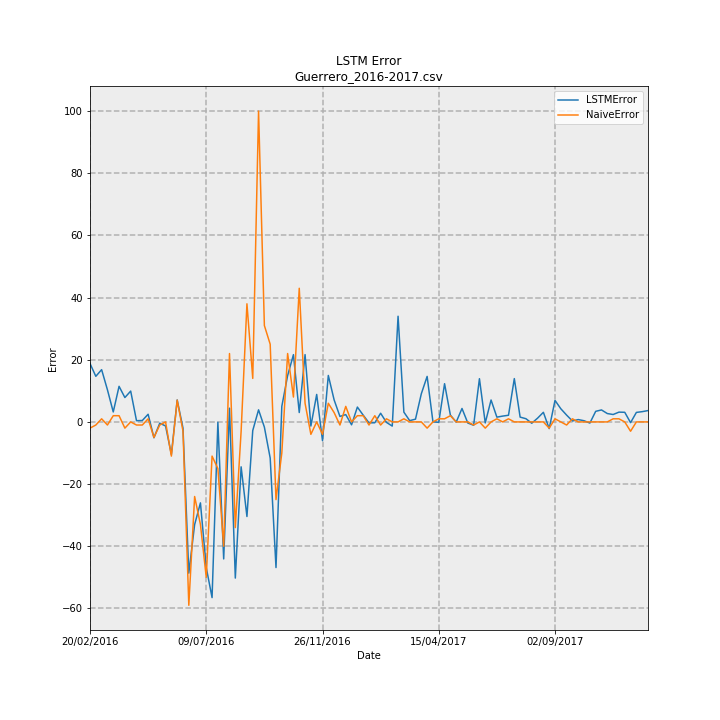 LSTM Error
Guerrero_2016-2017.csv
LSTMError
NaiveError
100
80
60
40
20
0
−20
−40
−60
Error
20/02/2016
09/07/2016
26/11/2016
15/04/2017
02/09/2017
Date